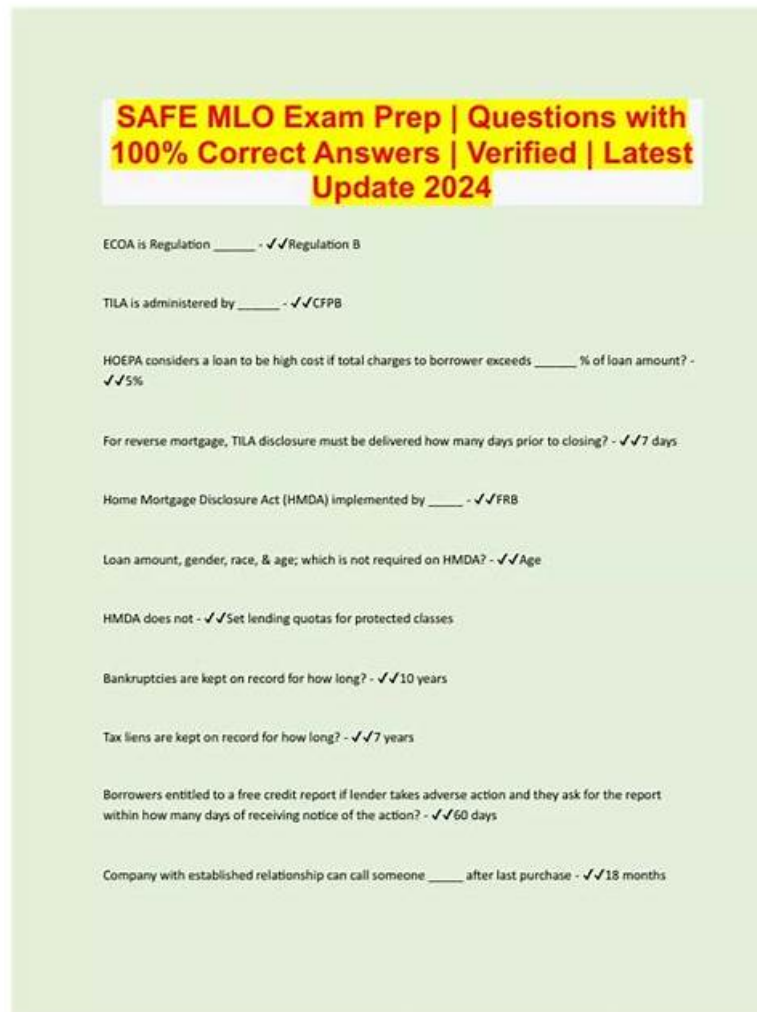 SAFE MLO Exam Prep | Questions with
100% Correct Answers | Verified | Latest
Update 2024
ECOA is Regulation ______ - ✓✓Regulation B
TILA is administered by ______ - ✓✓CFPB
HOEPA considers a loan to be high cost if total charges to borrower exceeds ______ % of loan amount? -
✓✓5%
For reverse mortgage, TILA disclosure must be delivered how many days prior to closing? - ✓✓7 days
Home Mortgage Disclosure Act (HMDA) implemented by _____ - ✓✓FRB
Loan amount, gender, race, & age; which is not required on HMDA? - ✓✓Age
HMDA does not - ✓✓Set lending quotas for protected classes
Bankruptcies are kept on record for how long? - ✓✓10 years
Tax liens are kept on record for how long? - ✓✓7 years
Borrowers entitled to a free credit report if lender takes adverse action and they ask for the report
within how many days of receiving notice of the action? - ✓✓60 days
Company with established relationship can call someone _____ after last purchase - ✓✓18 months